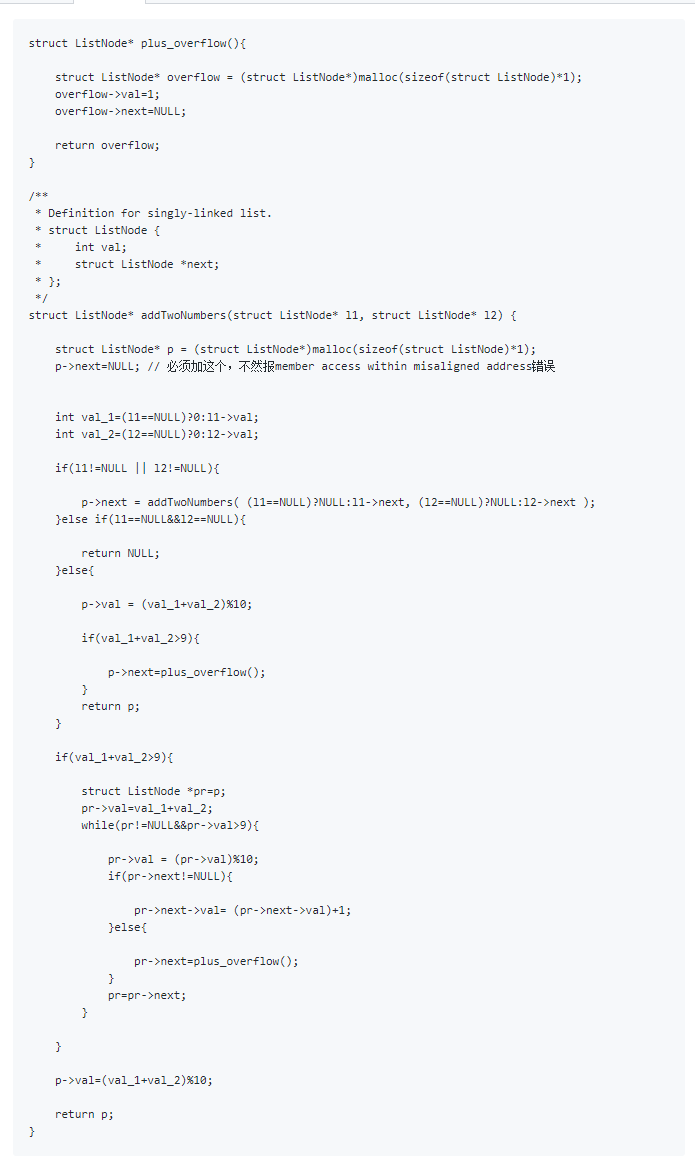 struct ListNode* plus_overflow(){
struct ListNode* overflow = (struct ListNode*)malloc(sizeof(struct ListNode)*1);
overflow->val=1;
overflow->next=NULL;
return overflow;
}
/**
* Definition for singly-linked list.
* struct ListNode {
*     int val;
*     struct ListNode *next;
* };
*/
struct ListNode* addTwoNumbers(struct ListNode* l1, struct ListNode* l2) {
struct ListNode* p = (struct ListNode*)malloc(sizeof(struct ListNode)*1);
p->next=NULL; // 必须加这个，不然报member access within misaligned address错误
int val_1=(l1==NULL)?0:l1->val;
int val_2=(l2==NULL)?0:l2->val;
if(l1!=NULL || l2!=NULL){
p->next = addTwoNumbers( (l1==NULL)?NULL:l1->next, (l2==NULL)?NULL:l2->next );
}else if(l1==NULL&&l2==NULL){
return NULL;
}else{
p->val = (val_1+val_2)%10;
if(val_1+val_2>9){
p->next=plus_overflow();
}
return p;
}
if(val_1+val_2>9){
struct ListNode *pr=p;
pr->val=val_1+val_2;
while(pr!=NULL&&pr->val>9){
pr->val = (pr->val)%10;
if(pr->next!=NULL){
pr->next->val= (pr->next->val)+1;
}else{
pr->next=plus_overflow();
}
pr=pr->next;
}
}
p->val=(val_1+val_2)%10;
return p;
}